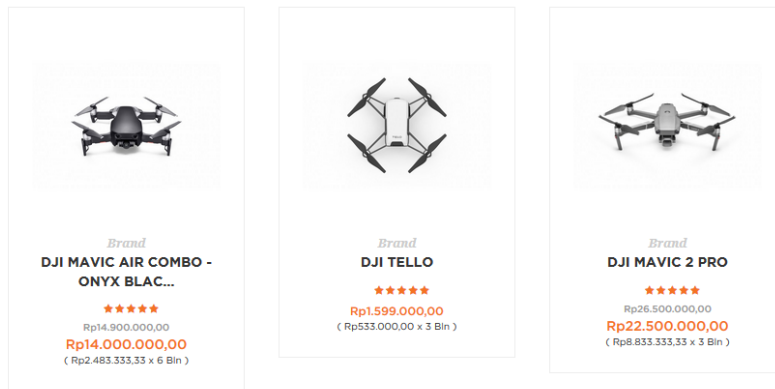 Brand
DJI MAVIC AIR COMBO -
ONYX BLAC...
Rp14.900.000,00
Rp14.000.000,00
( Rp2.483.333,33 x 6 Bln )
Brand
DJI TELLO
Rp1.599.000,00
( Rp533.000,00 x 3 Bln )
Brand
DJI MAVIC 2 PRO
Rp26.500.000,00
Rp22.500.000,00
( Rp8.833.333,33 x 3 Bln )